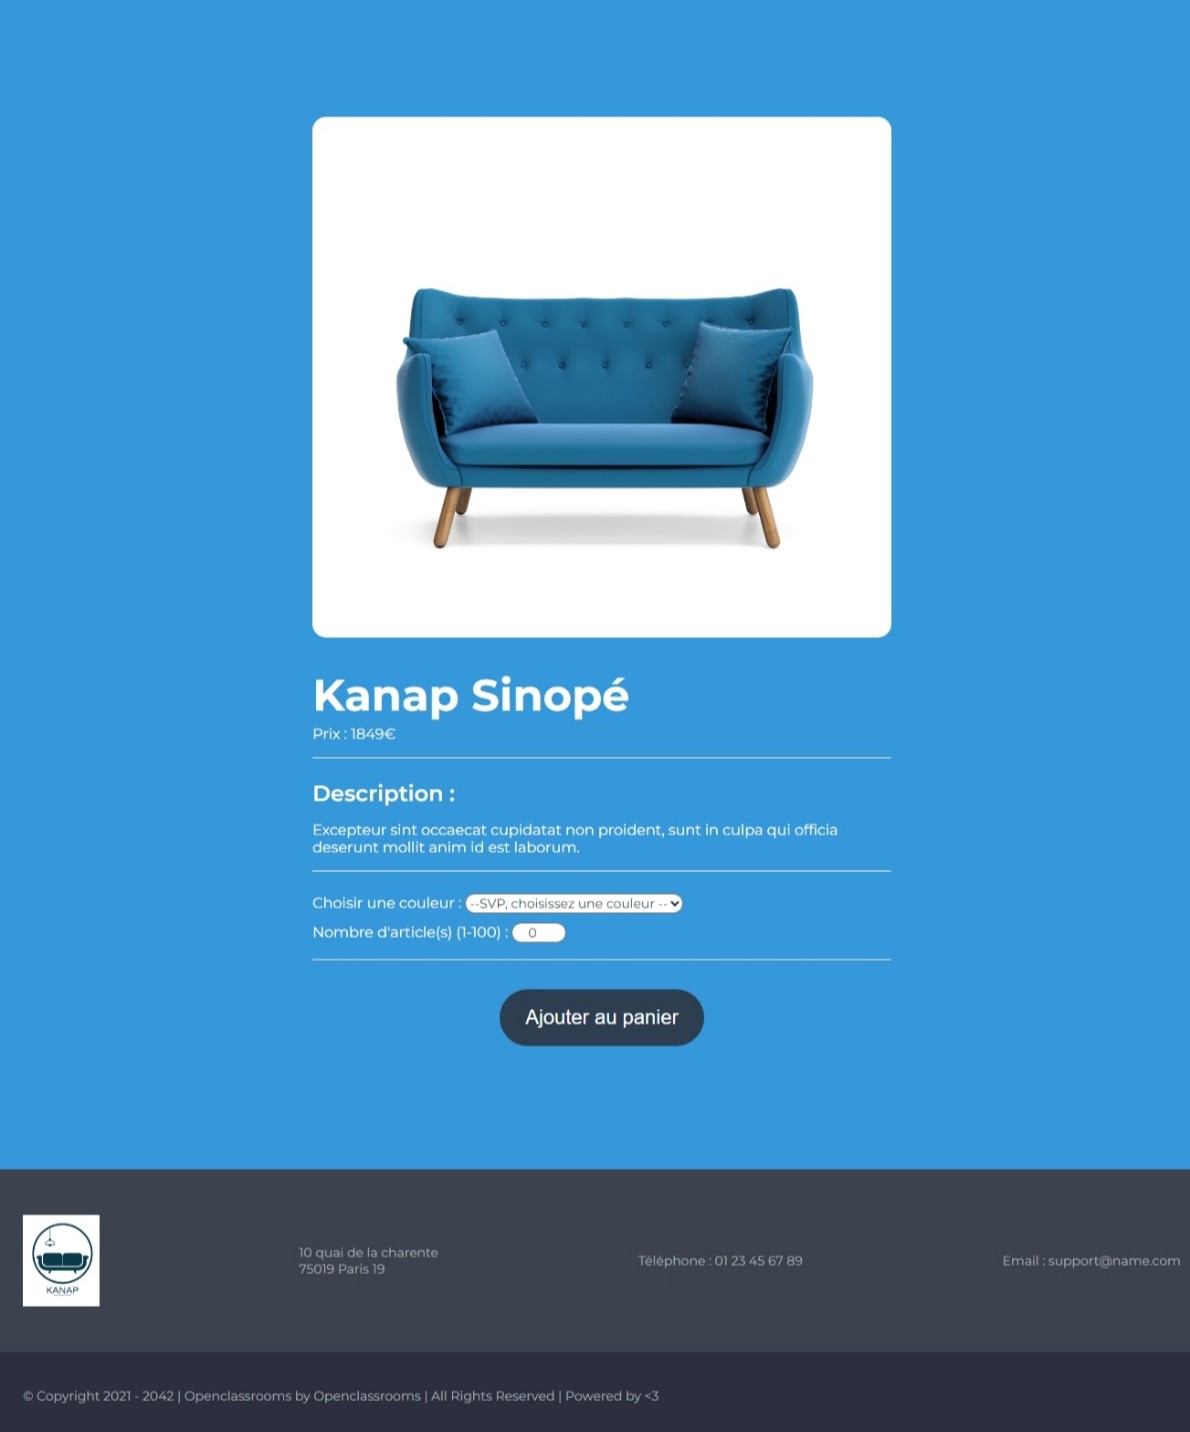 Kanap Sinopé
Prix : 1849€
Description :
Excepteur sint occaecat cupidatat non proident, sunt in culpa qui officia
deserunt mollit anim id est laborum.
Choisir une couleur : --SVP, choisissez une couleur --
Nombre d'article(s) (1-100) : 0
Ajouter au panier
KANAP
10 quai de la charente
75019 Paris 19
Téléphone : 01 23 45 67 89
Email : support@name.com
© Copyright 2021 - 2042 | Openclassrooms by Openclassrooms | All Rights Reserved | Powered by <3